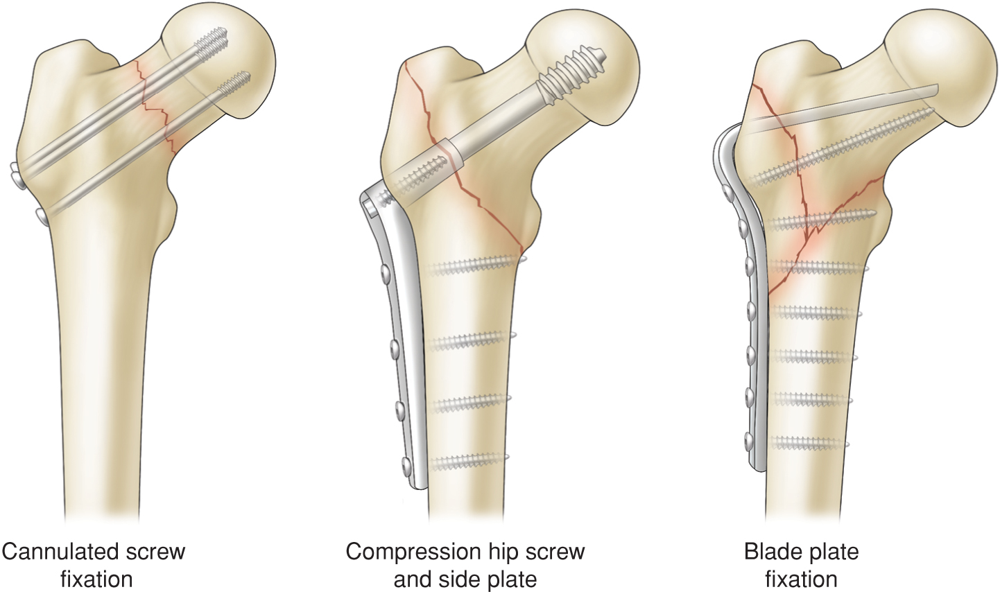 Cannulated screw
fixation
Compression hip screw
and side plate
Blade plate
fixation